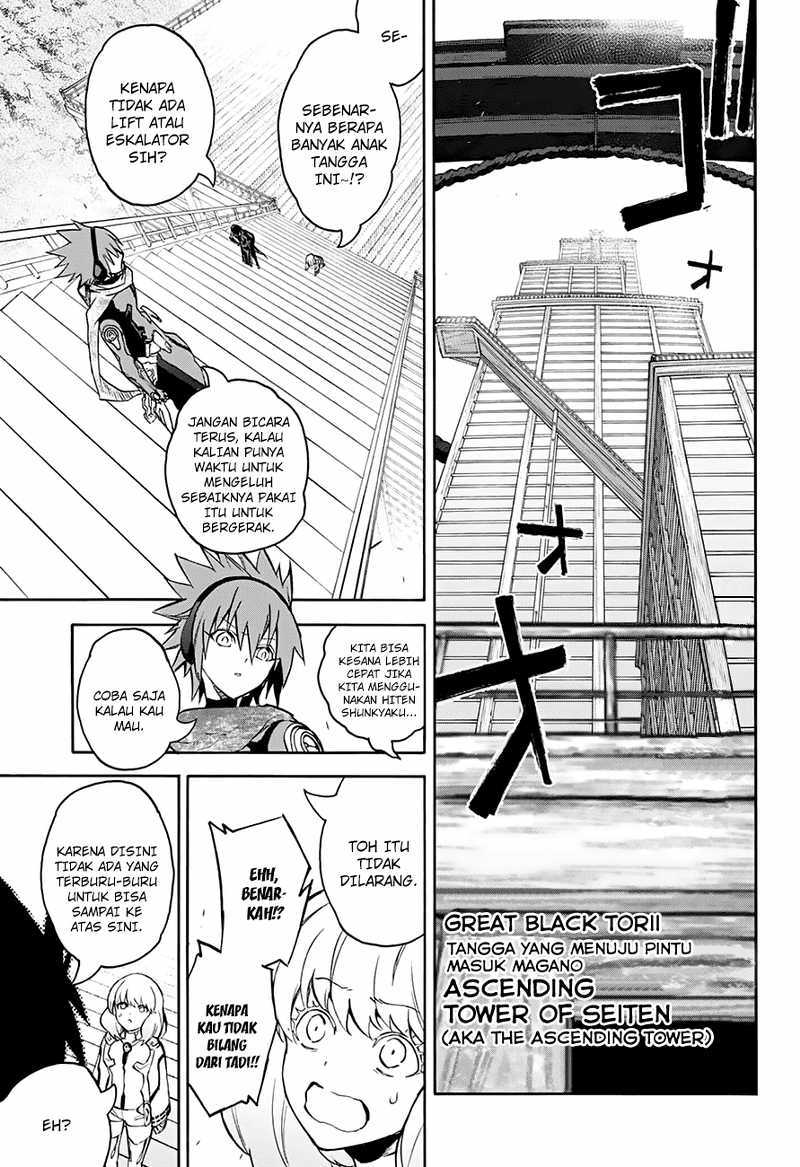 コ
ォ
ォ
オ
GREAT BLACK TORII
TANGGA YANG MENUJU PINTU
MASUK MAGANO
ASCENDING
TOWER OF SEITEN
(AKA THE ASCENDING TOWER)
SE-
SEBENAR-
NYA BERAPA
BANYAK ANAK
TANGGA
INI~!?
KENAPA
TIDAK ADA
LIFT ATAU
ESKALATOR
SIH?
JANGAN BICARA
TERUS, KALAU
KALIAN PUNYA
WAKTU UNTUK
MENGELUH
SEBAIKNYA PAKAI
ITU UNTUK
BERGERAK.
KITA BISA
KESANA LEBIH
CEPAT JIKA
KITA MENGGU-
NAKAN HITEN
SHUNKYAKU...
COBA SAJA
KALAU KAU
MAU.
TOH ITU
TIDAK
DILARANG.
EHH,
BENAR-
KAH!?
KENAPA
KAU TIDAK
BILANG
DARI TADI!!
KARENA DISINI
TIDAK ADA YANG
TERBURU-BURU
UNTUK BISA
SAMPAI KE
ATAS SINI.
EH?